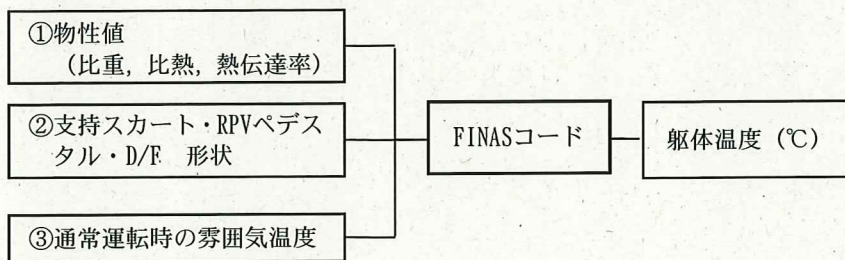 ①物性値
(比重, 比熱, 熱伝達率)
②支持スカート・RPVペデス
タル・D/F 形状
③通常運転時の雰囲気温度
FINASコード
躯体温度 (℃)